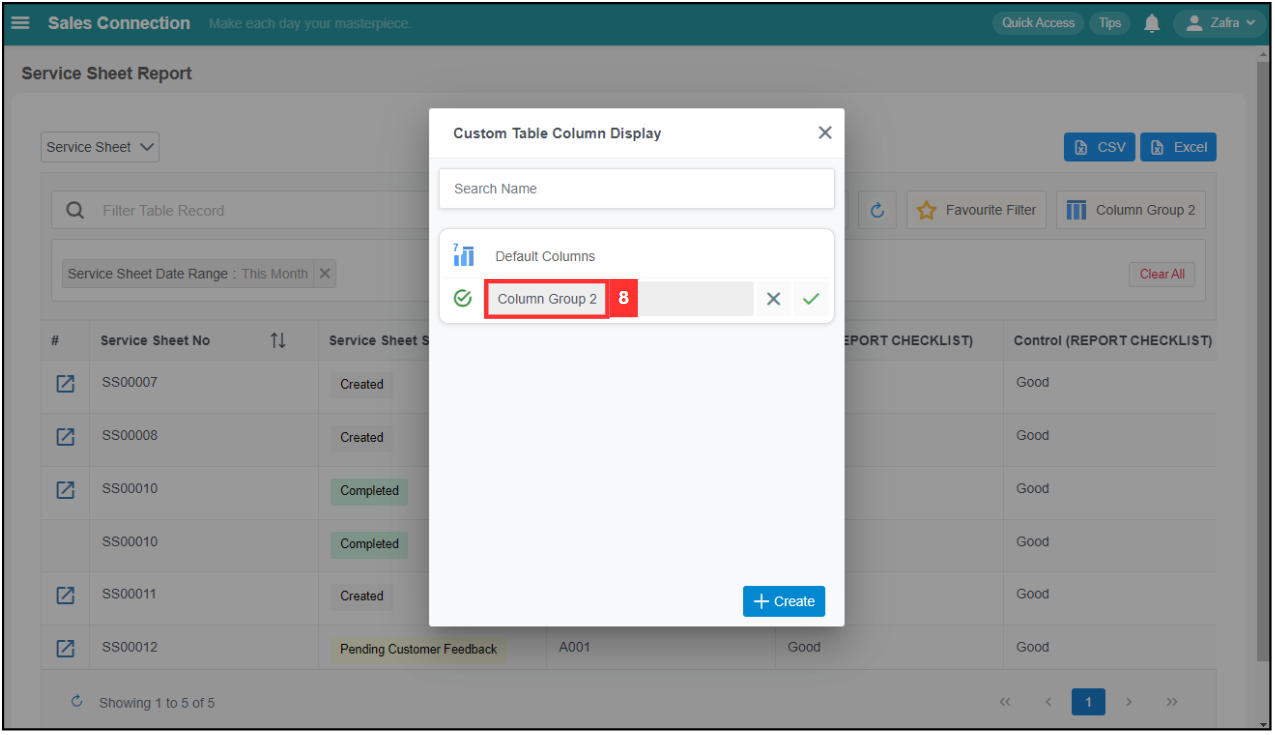 Sales Connection Make each day your masterpiece. Quick Access Tips Zafra
Service Sheet Report
Custom Table Column Display
Service Sheet CSV Excel
Search Name
Filter Table Record Favourite Filter Column Group 2
7 Default Columns
Service Sheet Date Range : This Month Clear All
Column Group 2 8
# Service Sheet No Service Sheet S EPORT CHECKLIST) Control (REPORT CHECKLIST)
SS00007 Created Good
SS00008 Created Good
SS00010 Completed Good
SS00010 Completed Good
SS00011 Created Good
Create
SS00012 Pending Customer Feedback A001 Good Good
Showing 1 to 5 of 5 << < 1 > >>